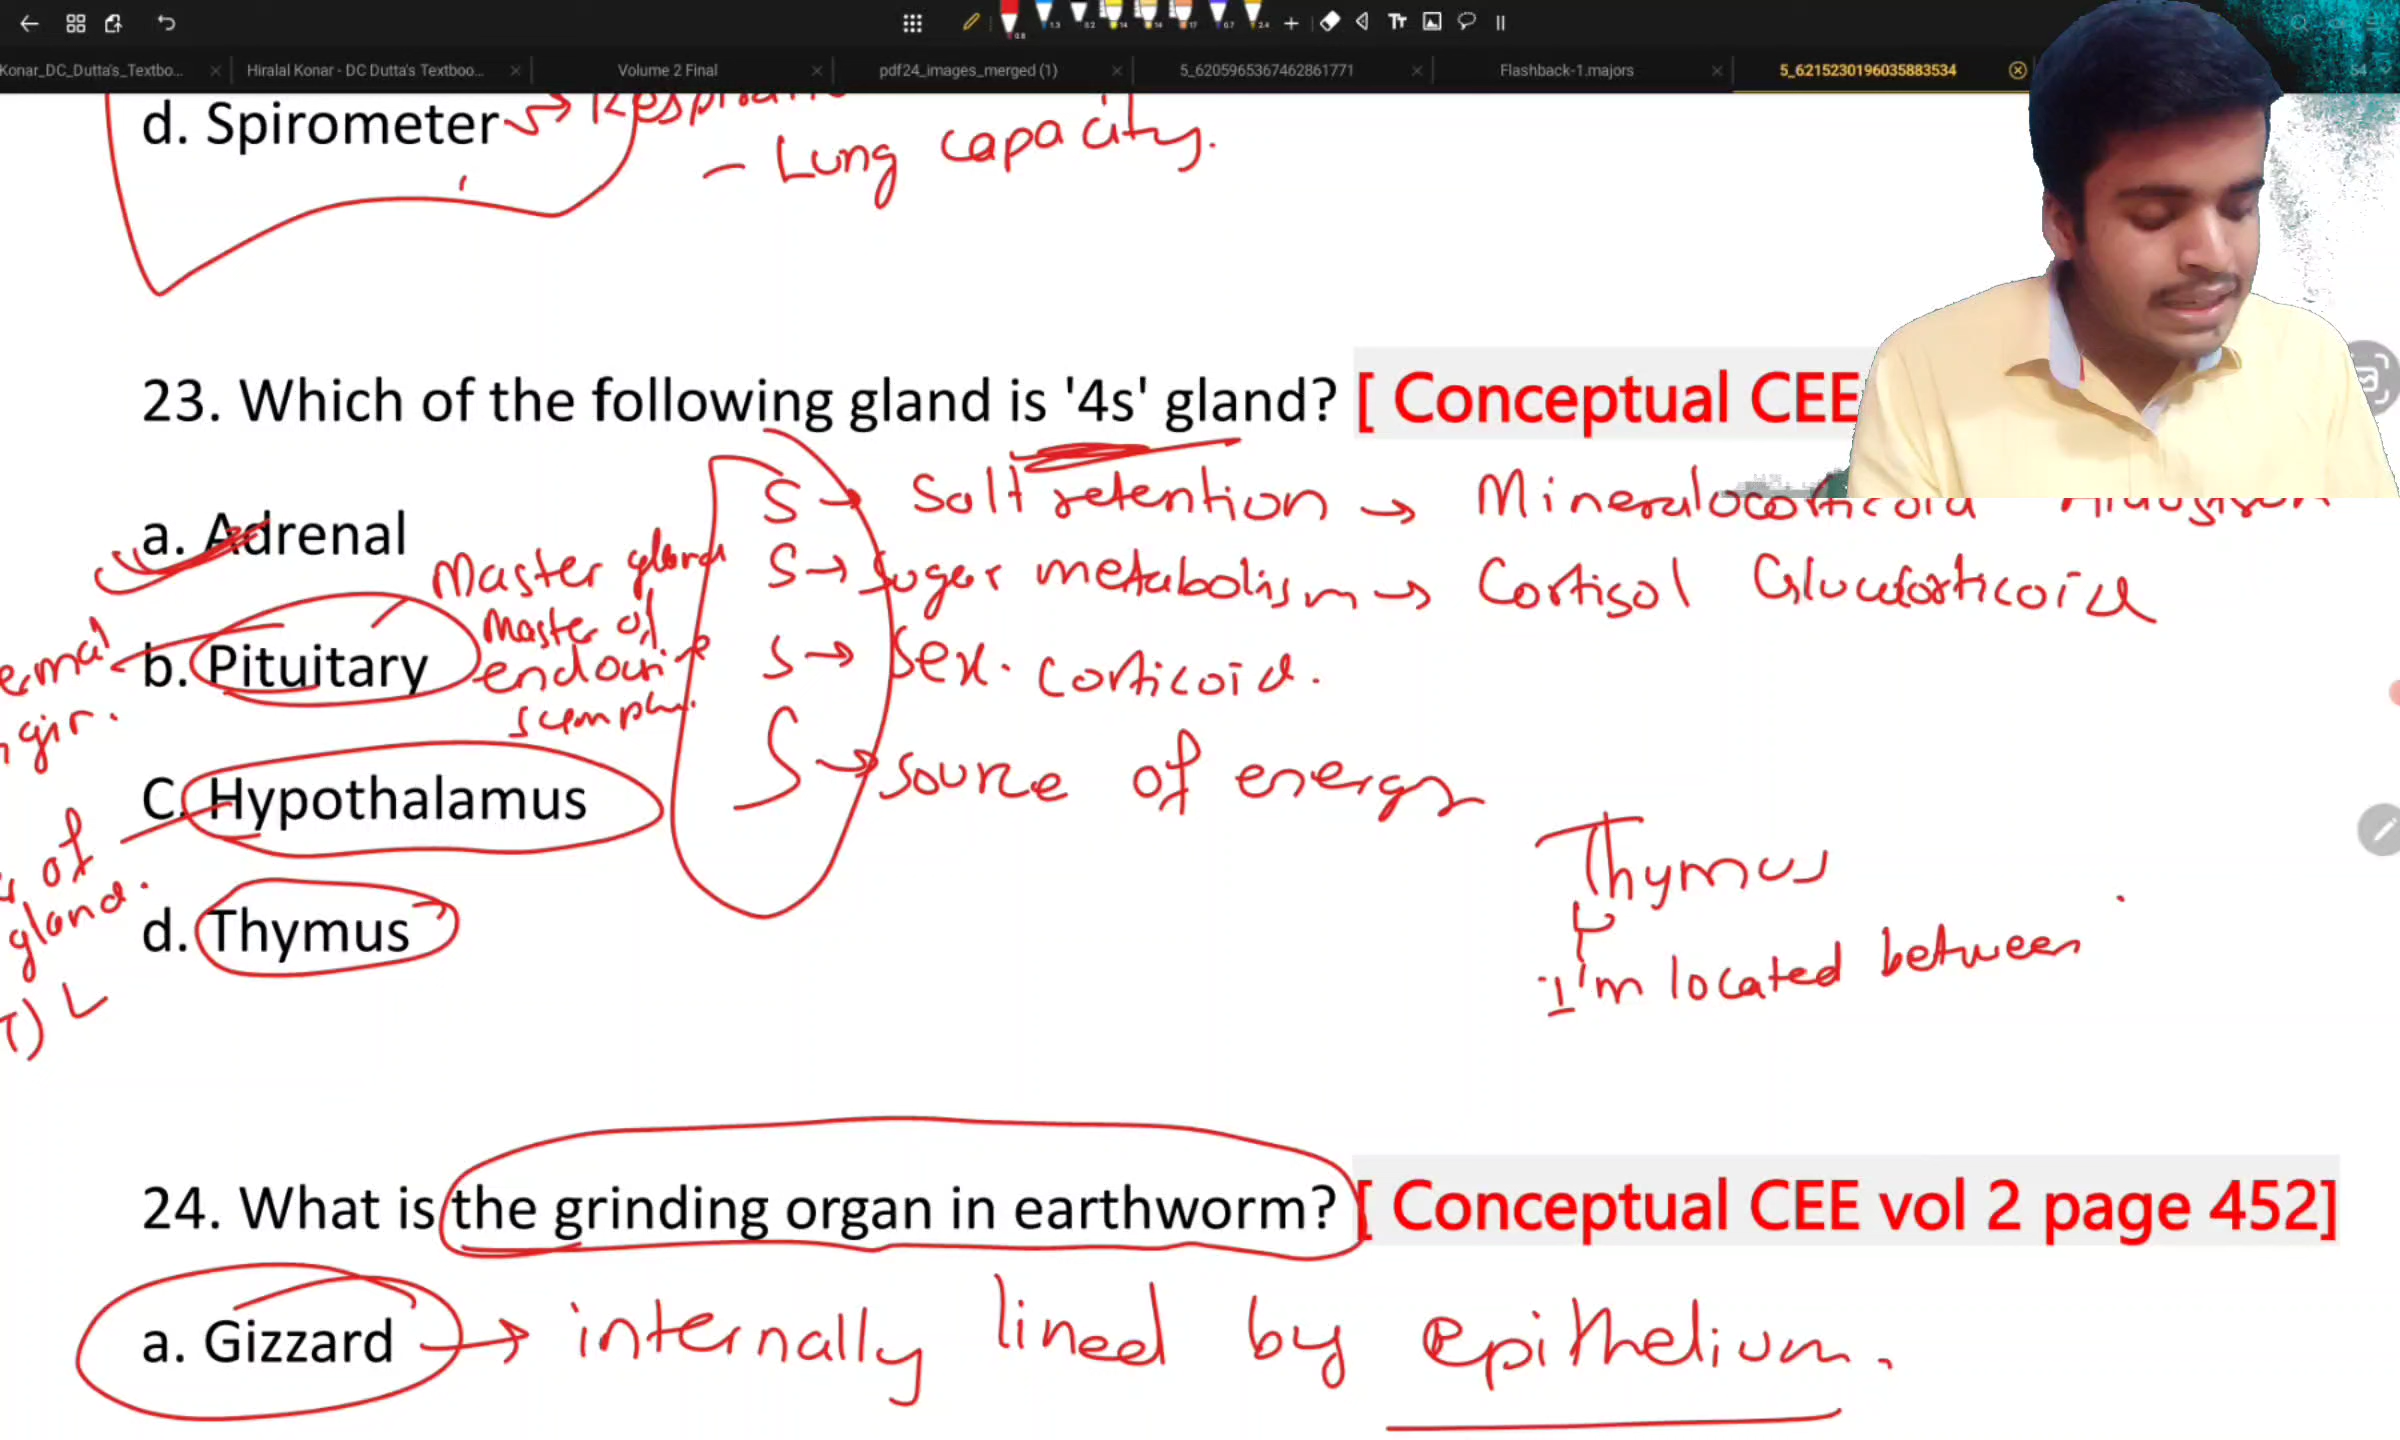 Konar_DC_Dutta's_Textbo...
Hiralal Konar - DC Dutta's Textboo...
Volume 2 Final
pdf24_images_merged (1)
5_6205965367462861771
Flashback-1.majors
5_6215230196035883534
d. Spirometer
- Lung capacity.
23. Which of the following gland is '4s' gland? [ Conceptual CEE
S → Salt retention → Mineralocorticoid
a. Adrenal
Master gland
S → Sugar metabolism → Cortisol Glucocorticoid
Master of
endocrine
b. Pituitary
S → Sex. corticoid.
S → Source of energy
C. Hypothalamus
of
gland.
Thymus
d. Thymus
I'm located between
24. What is the grinding organ in earthworm? [ Conceptual CEE vol 2 page 452]
a. Gizzard → internally lined by epithelium.